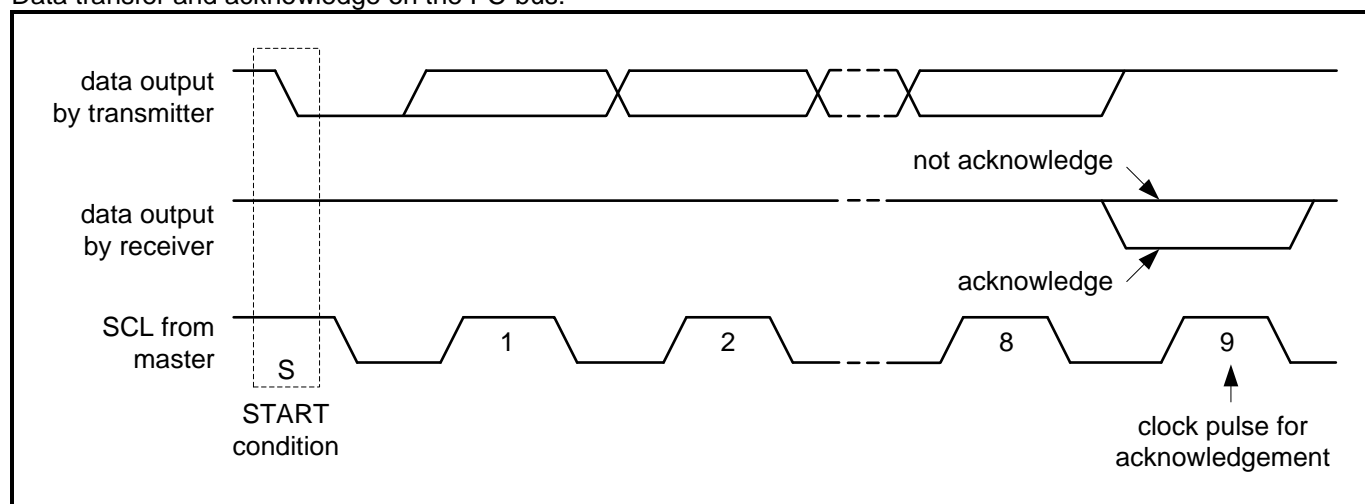 Data transfer and acknowledge on the I²C bus.
data output
by transmitter
not acknowledge
data output
by receiver
acknowledge
SCL from
master
1
2
8
9
S
START
condition
clock pulse for
acknowledgement